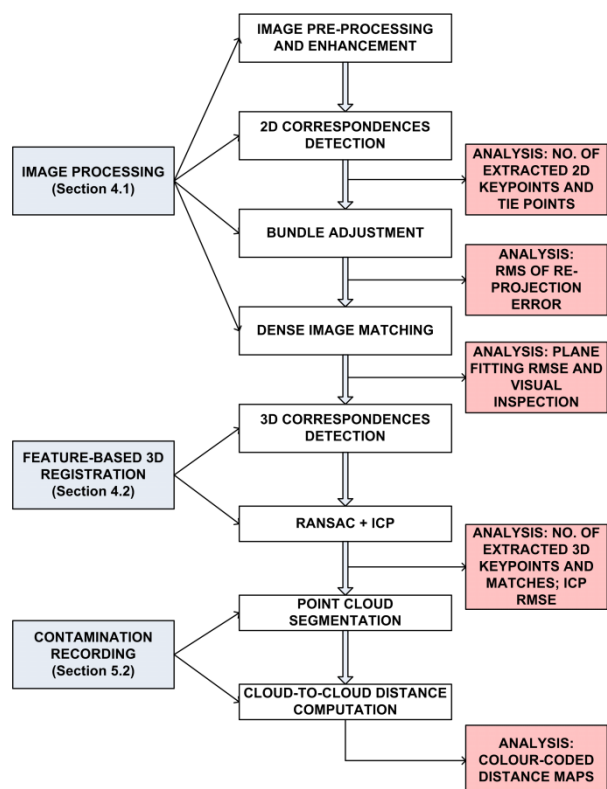 IMAGE PRE-PROCESSING
AND ENHANCEMENT
2D CORRESPONDENCES
DETECTION
IMAGE PROCESSING
(Section 4.1)
ANALYSIS: NO. OF
EXTRACTED 2D
KEYPOINTS AND
TIE POINTS
BUNDLE ADJUSTMENT
ANALYSIS:
RMS OF RE-
PROJECTION
ERROR
DENSE IMAGE MATCHING
ANALYSIS: PLANE
FITTING RMSE AND
VISUAL
INSPECTION
3D CORRESPONDENCES
DETECTION
FEATURE-BASED 3D
REGISTRATION
(Section 4.2)
RANSAC + ICP
ANALYSIS: NO. OF
EXTRACTED 3D
KEYPOINTS AND
MATCHES; ICP
RMSE
POINT CLOUD
SEGMENTATION
CONTAMINATION
RECORDING
(Section 5.2)
CLOUD-TO-CLOUD DISTANCE
COMPUTATION
ANALYSIS:
COLOUR-CODED
DISTANCE MAPS